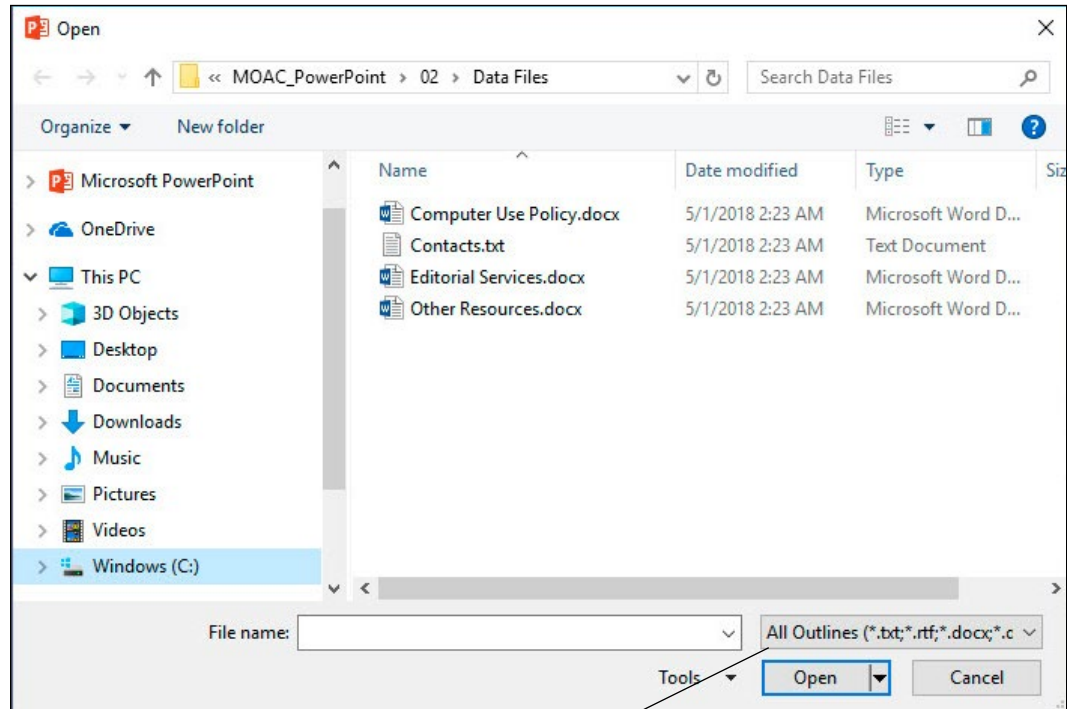 Open
« MOAC_PowerPoint > 02 > Data Files
Search Data Files
Organize
New folder
Name
Date modified
Type
Siz
Microsoft PowerPoint
OneDrive
This PC
3D Objects
Desktop
Documents
Downloads
Music
Pictures
Videos
Windows (C:)
Computer Use Policy.docx 5/1/2018 2:23 AM Microsoft Word D...
Contacts.txt 5/1/2018 2:23 AM Text Document
Editorial Services.docx 5/1/2018 2:23 AM Microsoft Word D...
Other Resources.docx 5/1/2018 2:23 AM Microsoft Word D...
File name:
All Outlines (*.txt;*.rtf;*.docx;*.c
Tools
Open
Cancel